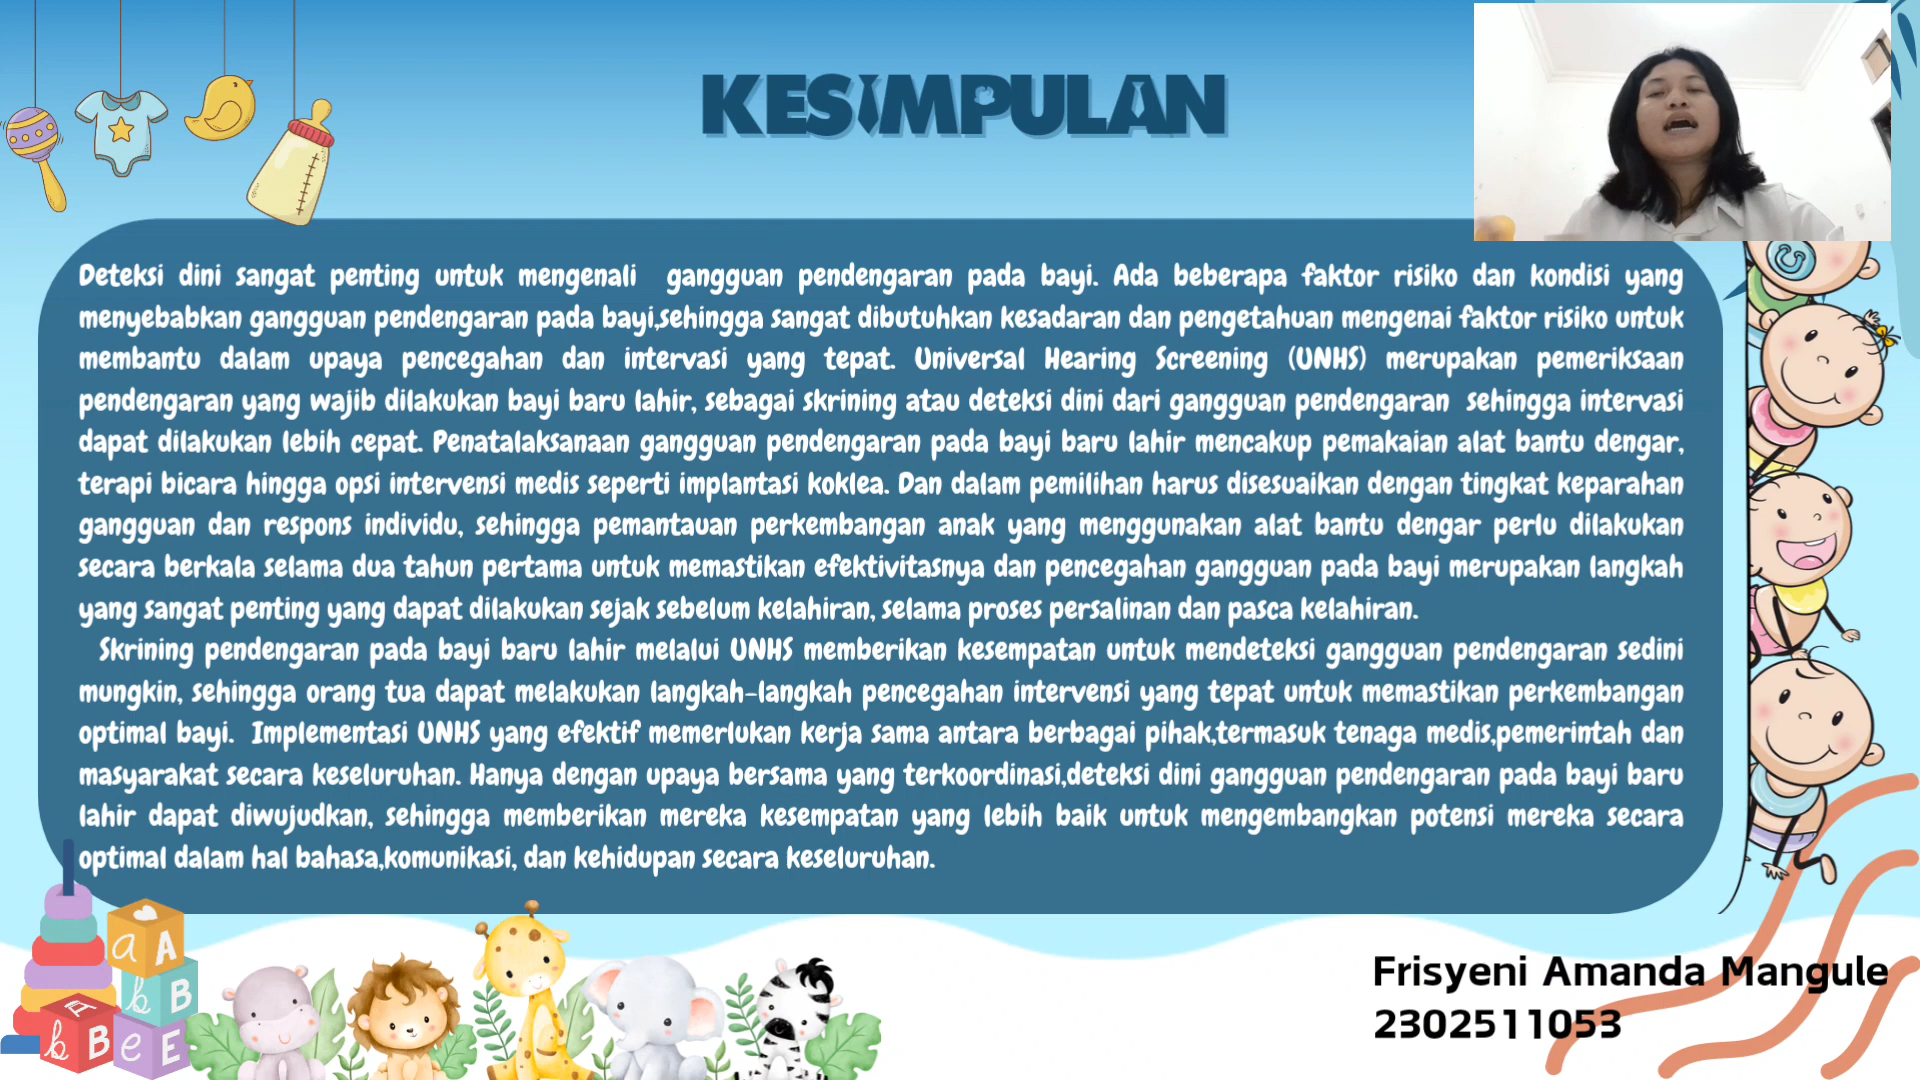 KESIMPULAN
Deteksi dini sangat penting untuk mengenali gangguan pendengaran pada bayi. Ada beberapa faktor risiko dan kondisi yang
menyebabkan gangguan pendengaran pada bayi,sehingga sangat dibutuhkan kesadaran dan pengetahuan mengenai faktor risiko untuk
membantu dalam upaya pencegahan dan intervasi yang tepat. Universal Hearing Screening (UNHS) merupakan pemeriksaan
pendengaran yang wajib dilakukan bayi baru lahir, sebagai skrining atau deteksi dini dari gangguan pendengaran sehingga intervasi
dapat dilakukan lebih cepat. Penatalaksanaan gangguan pendengaran pada bayi baru lahir mencakup pemakaian alat bantu dengar,
terapi bicara hingga opsi intervensi medis seperti implantasi koklea. Dan dalam pemilihan harus disesuaikan dengan tingkat keparahan
gangguan dan respons individu, sehingga pemantauan perkembangan anak yang menggunakan alat bantu dengar perlu dilakukan
secara berkala selama dua tahun pertama untuk memastikan efektivitasnya dan pencegahan gangguan pada bayi merupakan langkah
yang sangat penting yang dapat dilakukan sejak sebelum kelahiran, selama proses persalinan dan pasca kelahiran.
Skrining pendengaran pada bayi baru lahir melalui UNHS memberikan kesempatan untuk mendeteksi gangguan pendengaran sedini
mungkin, sehingga orang tua dapat melakukan langkah-langkah pencegahan intervensi yang tepat untuk memastikan perkembangan
optimal bayi. Implementasi UNHS yang efektif memerlukan kerja sama antara berbagai pihak,termasuk tenaga medis,pemerintah dan
masyarakat secara keseluruhan. Hanya dengan upaya bersama yang terkoordinasi,deteksi dini gangguan pendengaran pada bayi baru
lahir dapat diwujudkan, sehingga memberikan mereka kesempatan yang lebih baik untuk mengembangkan potensi mereka secara
optimal dalam hal bahasa,komunikasi, dan kehidupan secara keseluruhan.
a A
b B
A
b B e E
Frisyeni Amanda Mangule
2302511053